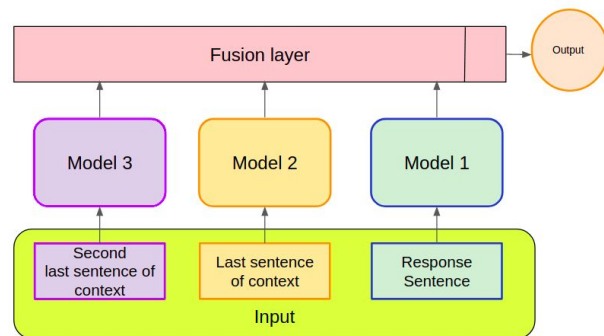 Fusion layer
Output
Model 3
Model 2
Model 1
Second
last sentence of
context
Last sentence
of context
Response
Sentence
Input